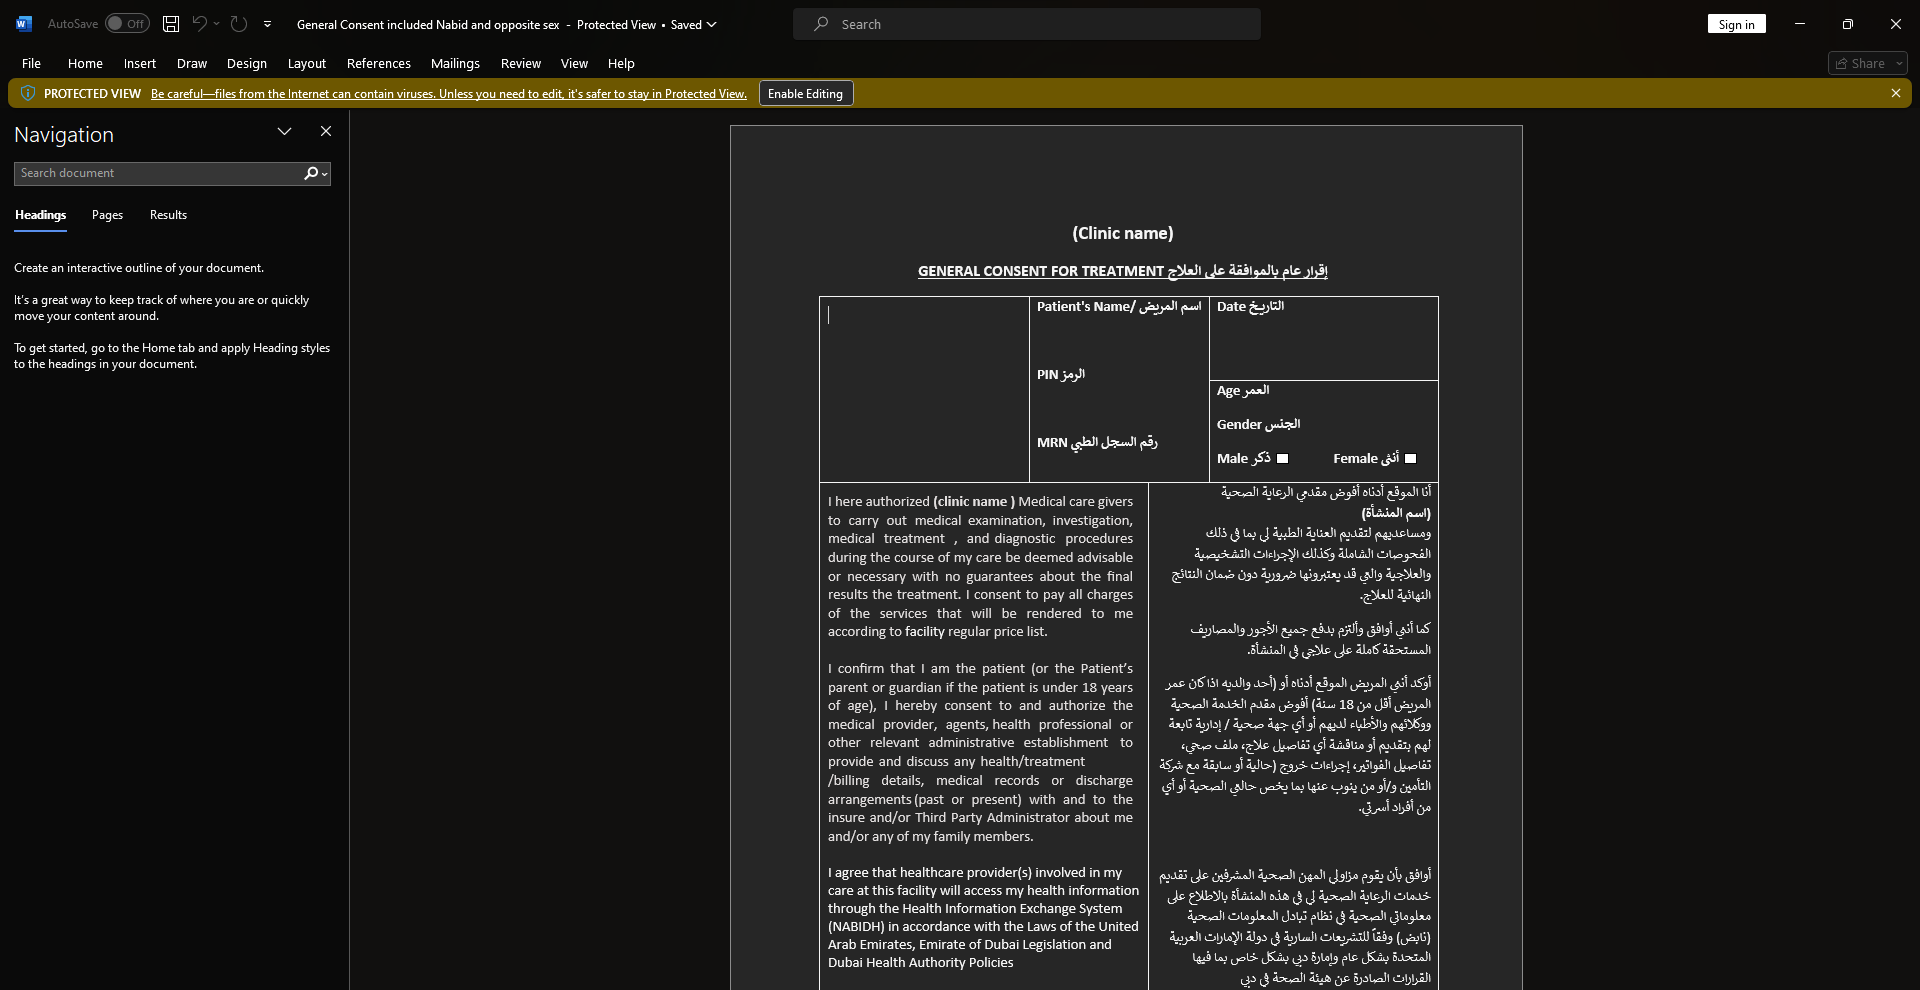 AutoSave Off
General Consent included Nabid and opposite sex - Protected View • Saved
Search
Sign in
File Home Insert Draw Design Layout References Mailings Review View Help
Share
PROTECTED VIEW Be careful—files from the Internet can contain viruses. Unless you need to edit, it's safer to stay in Protected View. Enable Editing
Navigation
Search document
Headings Pages Results
Create an interactive outline of your document.
It's a great way to keep track of where you are or quickly
move your content around.
To get started, go to the Home tab and apply Heading styles
to the headings in your document.
(Clinic name)
GENERAL CONSENT FOR TREATMENT إقرار عام بالموافقة على العلاج
Patient's Name/ اسم المريض
PIN الرمز
MRN رقم السجل الطبي
Date التاريخ
Age العمر
Gender الجنس
Male ذكر Female أنثى
I here authorized (clinic name ) Medical care givers
to carry out medical examination, investigation,
medical treatment , and diagnostic procedures
during the course of my care be deemed advisable
or necessary with no guarantees about the final
results the treatment. I consent to pay all charges
of the services that will be rendered to me
according to facility regular price list.
I confirm that I am the patient (or the Patient's
parent or guardian if the patient is under 18 years
of age), I hereby consent to and authorize the
medical provider, agents, health professional or
other relevant administrative establishment to
provide and discuss any health/treatment
/billing details, medical records or discharge
arrangements (past or present) with and to the
insure and/or Third Party Administrator about me
and/or any of my family members.
I agree that healthcare provider(s) involved in my
care at this facility will access my health information
through the Health Information Exchange System
(NABIDH) in accordance with the Laws of the United
Arab Emirates, Emirate of Dubai Legislation and
Dubai Health Authority Policies
أنا الموقع أدناه أفوض مقدمي الرعاية الصحية
(اسم المنشأة)
ومساعديهم لتقديم العناية الطبية لي بما في ذلك
الفحوصات الشاملة وكذلك الإجراءات التشخيصية
والعلاجية والتي قد يعتبرونها ضرورية دون ضمان النتائج
النهائية للعلاج.
كما أنني أوافق وألتزم بدفع جميع الأجور والمصاريف
المستحقة كاملة على علاجي في المنشأة.
أوكد أنني المريض الموقع أدناه أو (أحد والديه اذا كان عمر
المريض أقل من 18 سنة) أفوض مقدم الخدمة الصحية
ووكلائهم والأطباء لديهم أو أي جهة صحية / إدارية تابعة
لهم بتقديم أو مناقشة أي تفاصيل علاج، ملف صحي،
تفاصيل الفواتير، إجراءات خروج (حالية أو سابقة مع شركة
التأمين و/أو من ينوب عنها بما يخص حالتي الصحية أو أي
من أفراد أسرتي.
أوافق بأن يقوم مزاولي المهن الصحية المشرفين على تقديم
خدمات الرعاية الصحية لي في هذه المنشأة بالاطلاع على
معلوماتي الصحية في نظام تبادل المعلومات الصحية
(نابض) وفقاً للتشريعات السارية في دولة الإمارات العربية
المتحدة بشكل عام وإمارة دبي بشكل خاص بما فيها
القرارات الصادرة عن هيئة الصحة في دبي